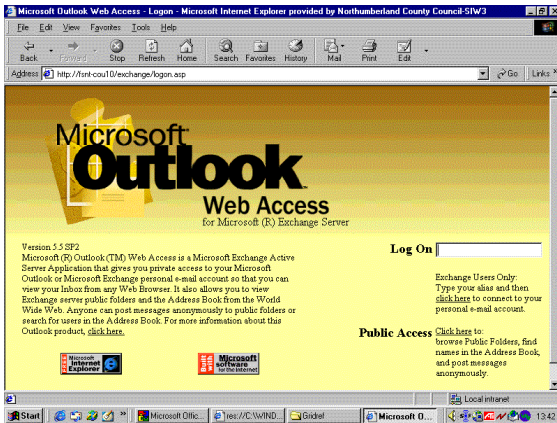 Microsoft Outlook Web Access - Logon - Microsoft Internet Explorer provided by Northumberland County Council-SIW3
File Edit View Favorites Tools Help
Back Forward Stop Refresh Home Search Favorites History Mail Print Edit
Address http://fsnt-cou10/exchange/logon.asp Go Links
Microsoft
Outlook
Web Access
for Microsoft (R) Exchange Server
Version 5.5 SP2
Microsoft (R) Outlook (TM) Web Access is a Microsoft Exchange Active
Server Application that gives you private access to your Microsoft
Outlook or Microsoft Exchange personal e-mail account so that you can
view your Inbox from any Web Browser. It also allows you to view
Exchange server public folders and the Address Book from the World
Wide Web. Anyone can post messages anonymously to public folders or
search for users in the Address Book. For more information about this
Outlook product, click here.
Microsoft
Internet
Explorer
Built with
Microsoft
software
for the Internet
Log On
Exchange Users Only:
Type your alias and then
click here to connect to your
personal e-mail account.
Public Access
Click here to:
browse Public Folders, find
names in the Address Book,
and post messages
anonymously.
Local intranet
Start Microsoft Offic... res://C:\WIND... Gridref Microsoft O... 13:42